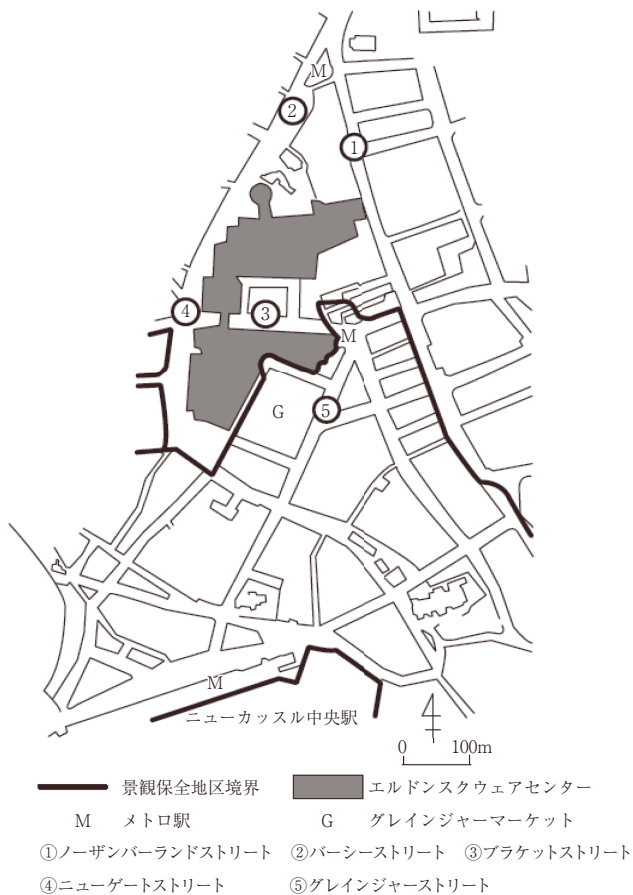 M
②
①
④
③
M
G
⑤
M
ニューカッスル中央駅
0 100m
景観保全地区境界 エルドンスクウェアセンター
M メトロ駅 G グレインジャーマーケット
①ノーザンバーランドストリート ②バーシーストリート ③ブラケットストリート
④ニューゲートストリート ⑤グレインジャーストリート